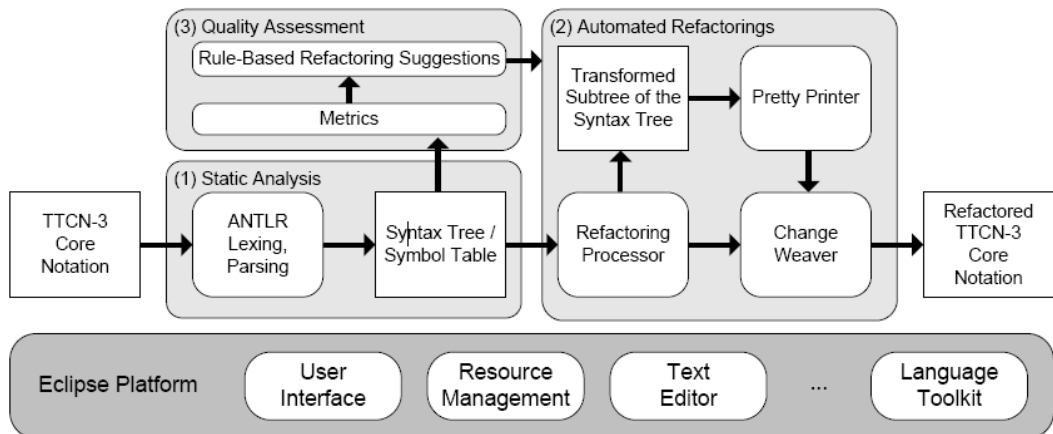 (3) Quality Assessment
Rule-Based Refactoring Suggestions
Metrics
(2) Automated Refactorings
Transformed
Subtree of the
Syntax Tree
Pretty Printer
(1) Static Analysis
TTCN-3
Core
Notation
ANTLR
Lexing,
Parsing
Syntax Tree /
Symbol Table
Refactoring
Processor
Change
Weaver
Refactored
TTCN-3
Core
Notation
Eclipse Platform
User
Interface
Resource
Management
Text
Editor
...
Language
Toolkit